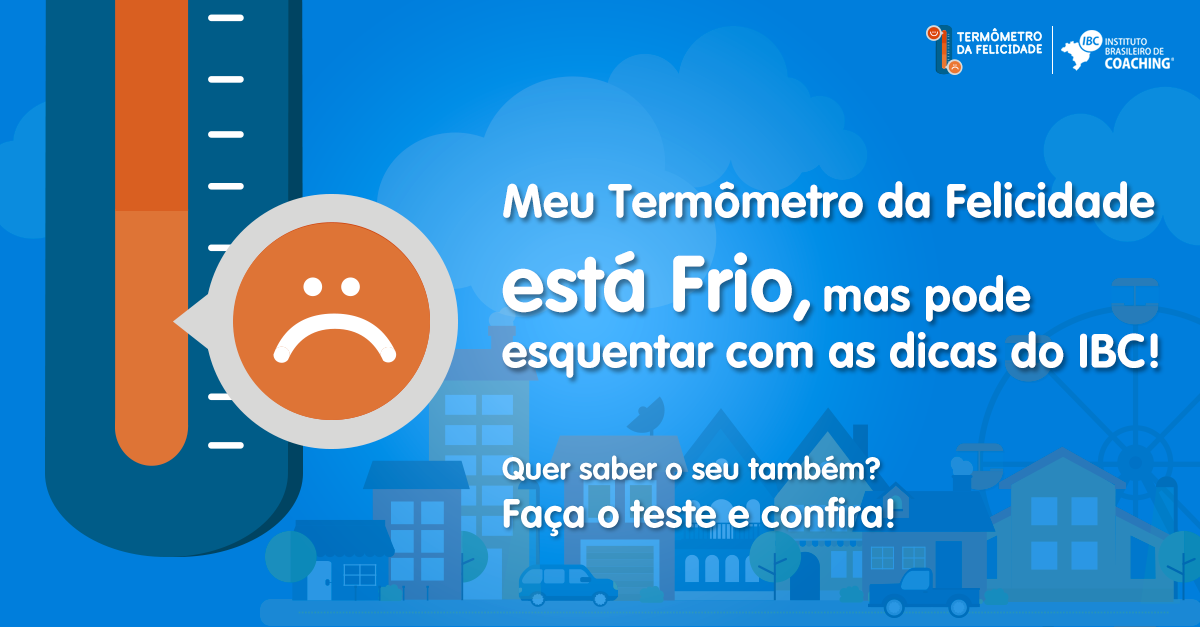 TERMÔMETRO
DA FELICIDADE
IBC
INSTITUTO
BRASILEIRO DE
COACHING®
Meu Termômetro da Felicidade
está Frio, mas pode
esquentar com as dicas do IBC!
Quer saber o seu também?
Faça o teste e confira!